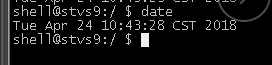 shell@stvs9:/ $ date
Tue Apr 24 10:43:28 CST 2018
shell@stvs9:/ $